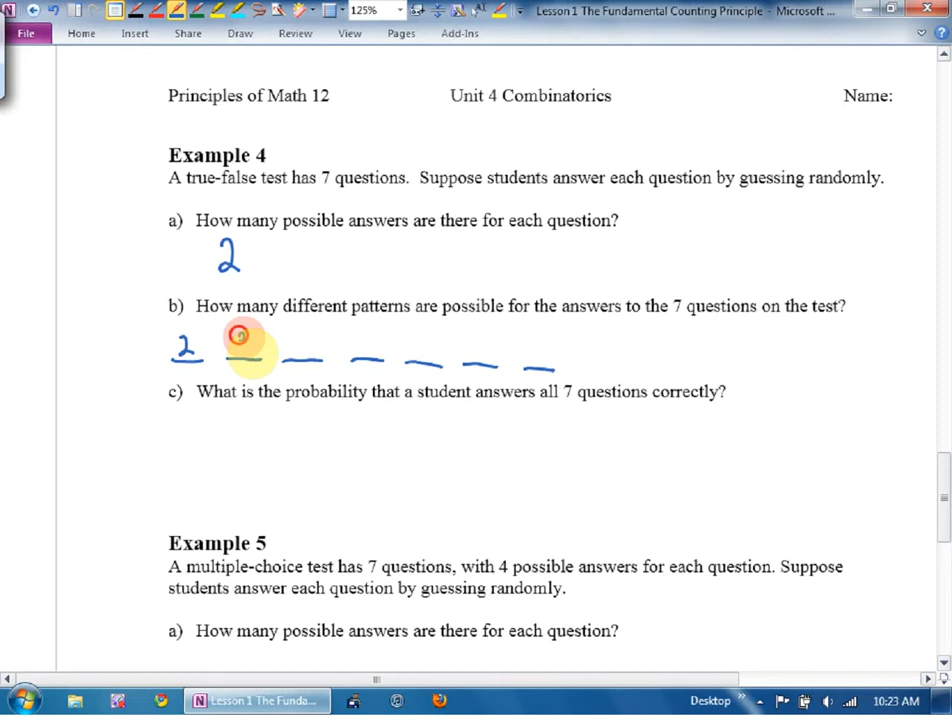 125%
Lesson 1 The Fundamental Counting Principle - Microsoft ...
File Home Insert Share Draw Review View Pages Add-Ins
Principles of Math 12 Unit 4 Combinatorics Name:
Example 4
A true-false test has 7 questions. Suppose students answer each question by guessing randomly.
a) How many possible answers are there for each question?
2
b) How many different patterns are possible for the answers to the 7 questions on the test?
2
c) What is the probability that a student answers all 7 questions correctly?
Example 5
A multiple-choice test has 7 questions, with 4 possible answers for each question. Suppose
students answer each question by guessing randomly.
a) How many possible answers are there for each question?
Lesson 1 The Funda... Desktop 10:23 AM